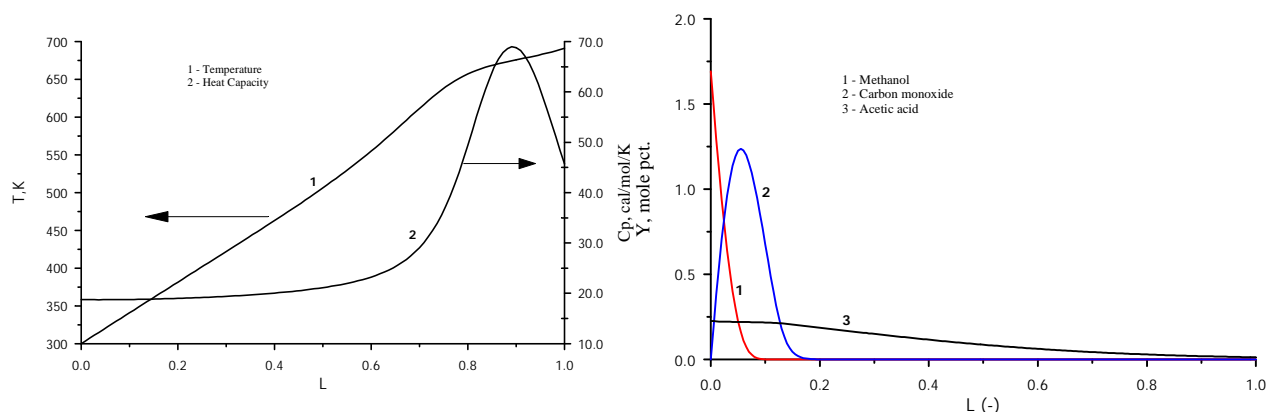 700
650
600
550
500
450
400
350
300
T,K
0.0 0.2 0.4 0.6 0.8 1.0
L
1 - Temperature
2 - Heat Capacity
1
2
70.0
60.0
70.0
60.0
50.0
40.0
30.0
20.0
10.0
Cp, cal/mol/K
Y, mole pct.
2.0
1.5
1.0
0.5
0.0
1 - Methanol
2 - Carbon monoxide
3 - Acetic acid
2
1
3
0.0 0.2 0.4 0.6 0.8 1.0
L (-)